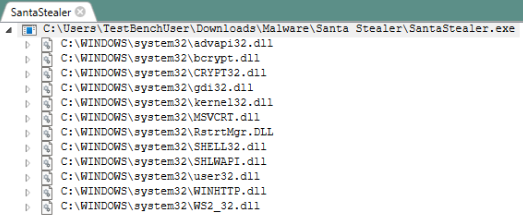 SantaStealer
C:\Users\TestBenchUser\Downloads\Malware\Santa Stealer\SantaStealer.exe
C:\WINDOWS\system32\advapi32.dll
C:\WINDOWS\system32\bcrypt.dll
C:\WINDOWS\system32\CRYPT32.dll
C:\WINDOWS\system32\gdi32.dll
C:\WINDOWS\system32\kernel32.dll
C:\WINDOWS\system32\MSVCRT.dll
C:\WINDOWS\system32\RstrtMgr.DLL
C:\WINDOWS\system32\SHELL32.dll
C:\WINDOWS\system32\SHLWAPI.dll
C:\WINDOWS\system32\user32.dll
C:\WINDOWS\system32\WINHTTP.dll
C:\WINDOWS\system32\WS2_32.dll